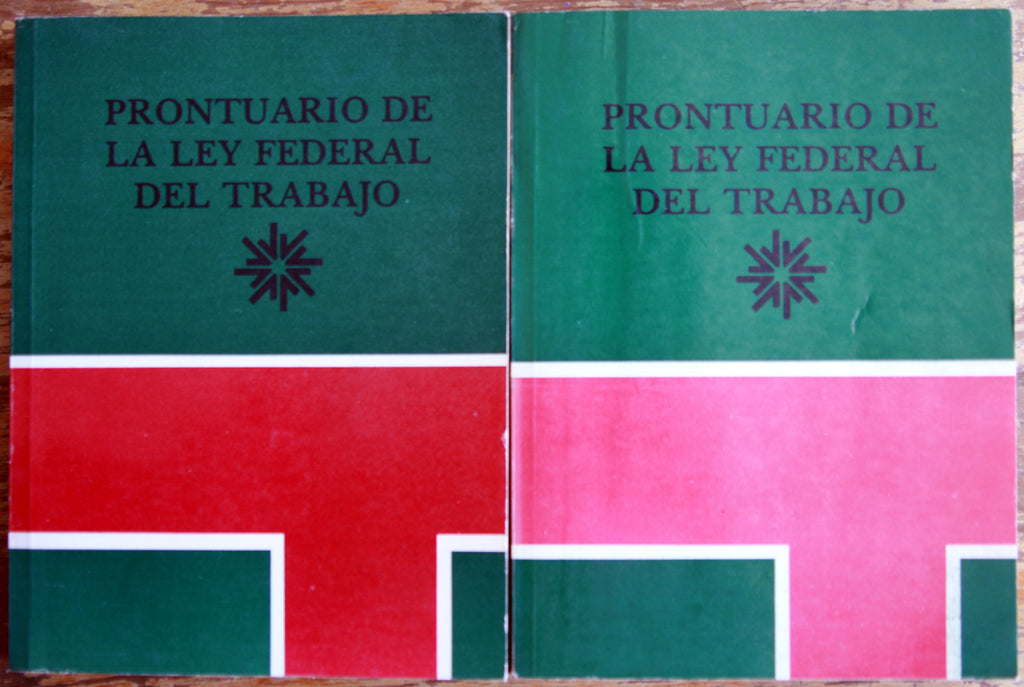 PRONTUARIO DE
LA LEY FEDERAL
DEL TRABAJO
PRONTUARIO DE
LA LEY FEDERAL
DEL TRABAJO